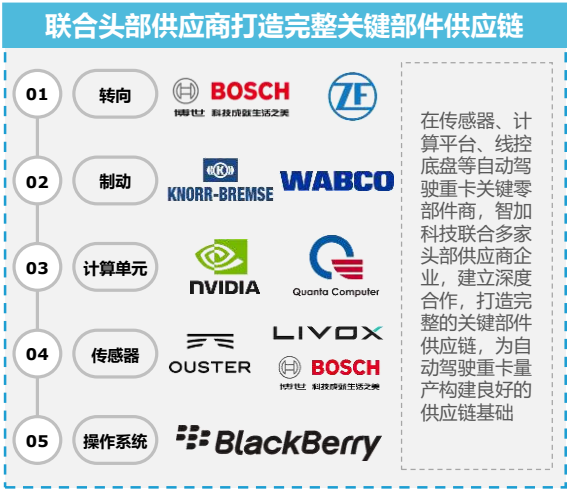 联合头部供应商打造完整关键部件供应链
01
转向
BOSCH
博世 科技成就生活之美
ZF
02
制动
KNORR-BREMSE
WABCO
03
计算单元
NVIDIA
Quanta Computer
04
传感器
OUSTER
LIVOX
BOSCH
博世 科技成就生活之美
05
操作系统
BlackBerry
在传感器、计
算平台、线控
底盘等自动驾
驶重卡关键零
部件商，智加
科技联合多家
头部供应商企
业，建立深度
合作，打造完
整的关键部件
供应链，为自
动驾驶重卡量
产构建良好的
供应链基础